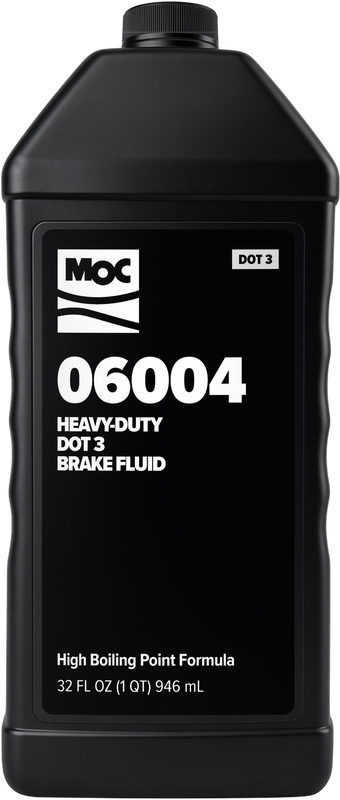 MOC
DOT 3
06004
HEAVY-DUTY
DOT 3
BRAKE FLUID
High Boiling Point Formula
32 FL OZ (1 QT) 946 mL